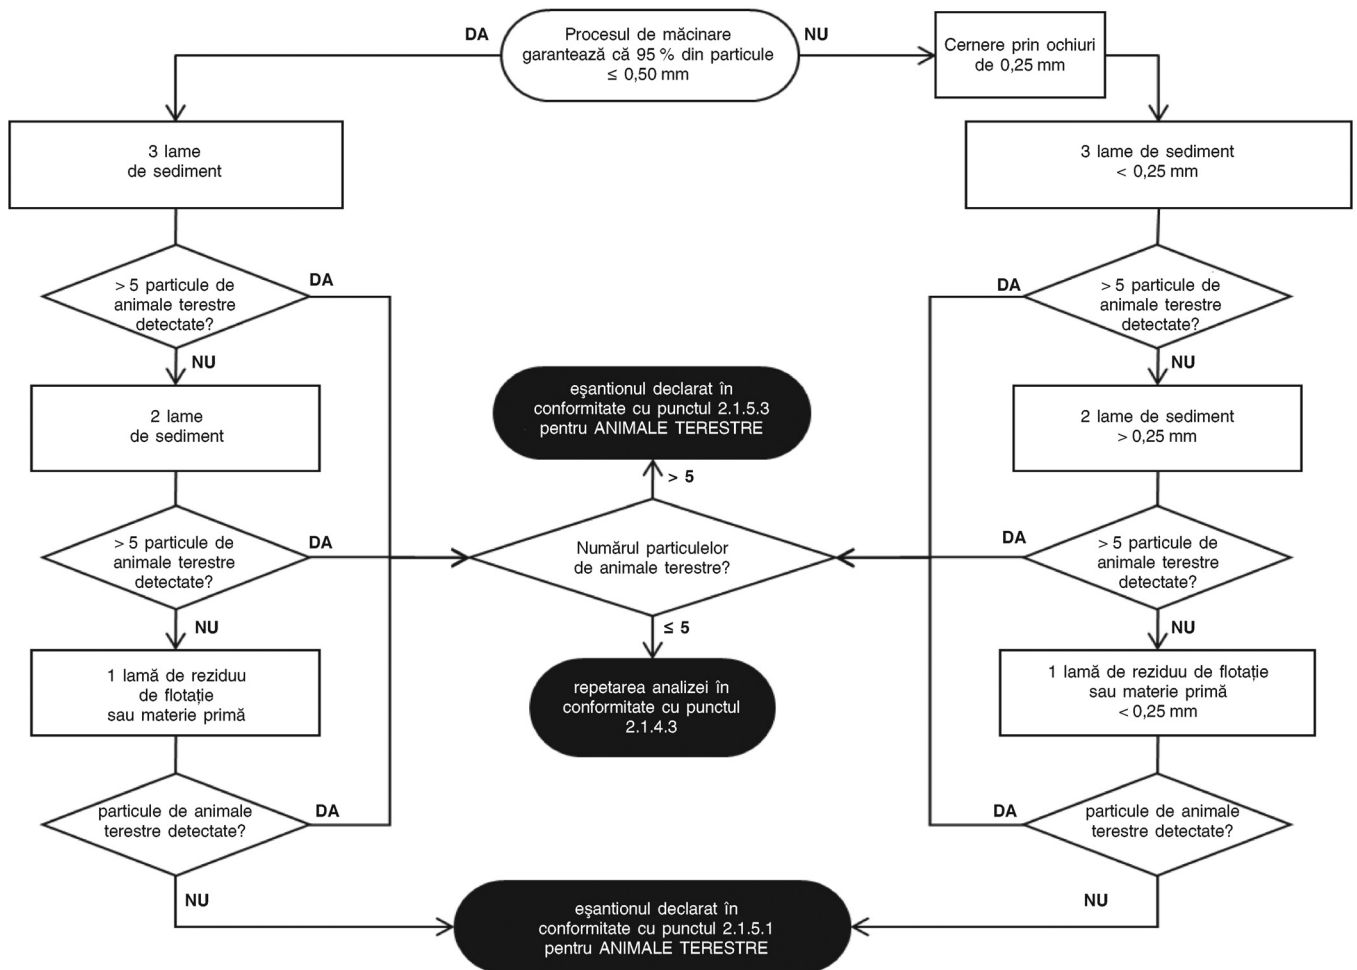 DA
Procesul de măcinare
garantează că 95 % din particule
≤ 0,50 mm
NU
Cernere prin ochiuri
de 0,25 mm
3 lame
de sediment
3 lame de sediment
< 0,25 mm
> 5 particule de
animale terestre
detectate?
DA
NU
DA
> 5 particule de
animale terestre
detectate?
NU
2 lame
de sediment
eşantionul declarat în
conformitate cu punctul 2.1.5.3
pentru ANIMALE TERESTRE
2 lame de sediment
> 0,25 mm
> 5
> 5 particule de
animale terestre
detectate?
DA
NU
Numărul particulelor
de animale terestre?
DA
> 5 particule de
animale terestre
detectate?
NU
≤ 5
1 lamă de reziduu
de flotație
sau materie primă
repetarea analizei în
conformitate cu punctul
2.1.4.3
1 lamă de reziduu de flotație
sau materie primă
< 0,25 mm
particule de animale
terestre detectate?
DA
NU
DA
particule de animale
terestre detectate?
NU
eşantionul declarat în
conformitate cu punctul 2.1.5.1
pentru ANIMALE TERESTRE